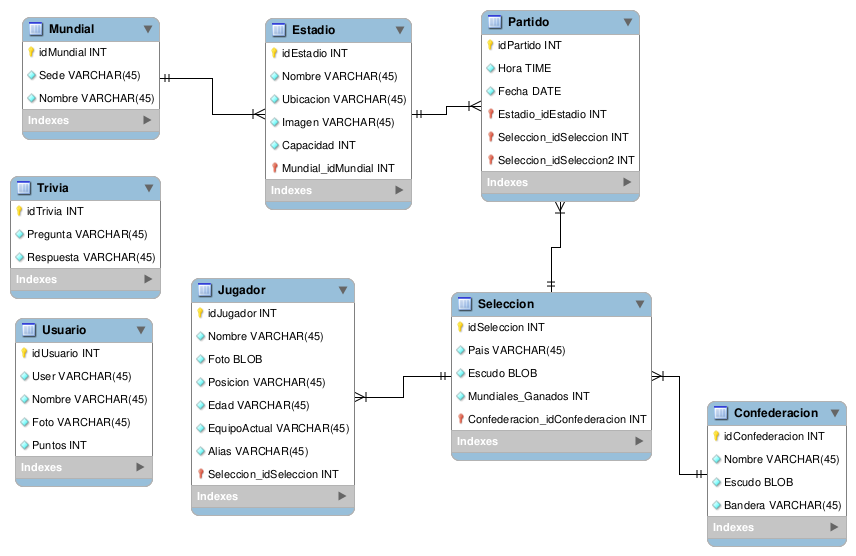 Mundial
idMundial INT
Sede VARCHAR(45)
Nombre VARCHAR(45)
Indexes
Estadio
idEstadio INT
Nombre VARCHAR(45)
Ubicacion VARCHAR(45)
Imagen VARCHAR(45)
Capacidad INT
Mundial_idMundial INT
Indexes
Partido
idPartido INT
Hora TIME
Fecha DATE
Estadio_idEstadio INT
Seleccion_idSeleccion INT
Seleccion_idSeleccion2 INT
Indexes
Trivia
idTrivia INT
Pregunta VARCHAR(45)
Respuesta VARCHAR(45)
Indexes
Usuario
idUsuario INT
User VARCHAR(45)
Nombre VARCHAR(45)
Foto VARCHAR(45)
Puntos INT
Indexes
Jugador
idJugador INT
Nombre VARCHAR(45)
Foto BLOB
Posicion VARCHAR(45)
Edad VARCHAR(45)
EquipoActual VARCHAR(45)
Alias VARCHAR(45)
Seleccion_idSeleccion INT
Indexes
Seleccion
idSeleccion INT
Pais VARCHAR(45)
Escudo BLOB
Mundiales_Ganados INT
Confederacion_idConfederacion INT
Indexes
Confederacion
idConfederacion INT
Nombre VARCHAR(45)
Escudo BLOB
Bandera VARCHAR(45)
Indexes